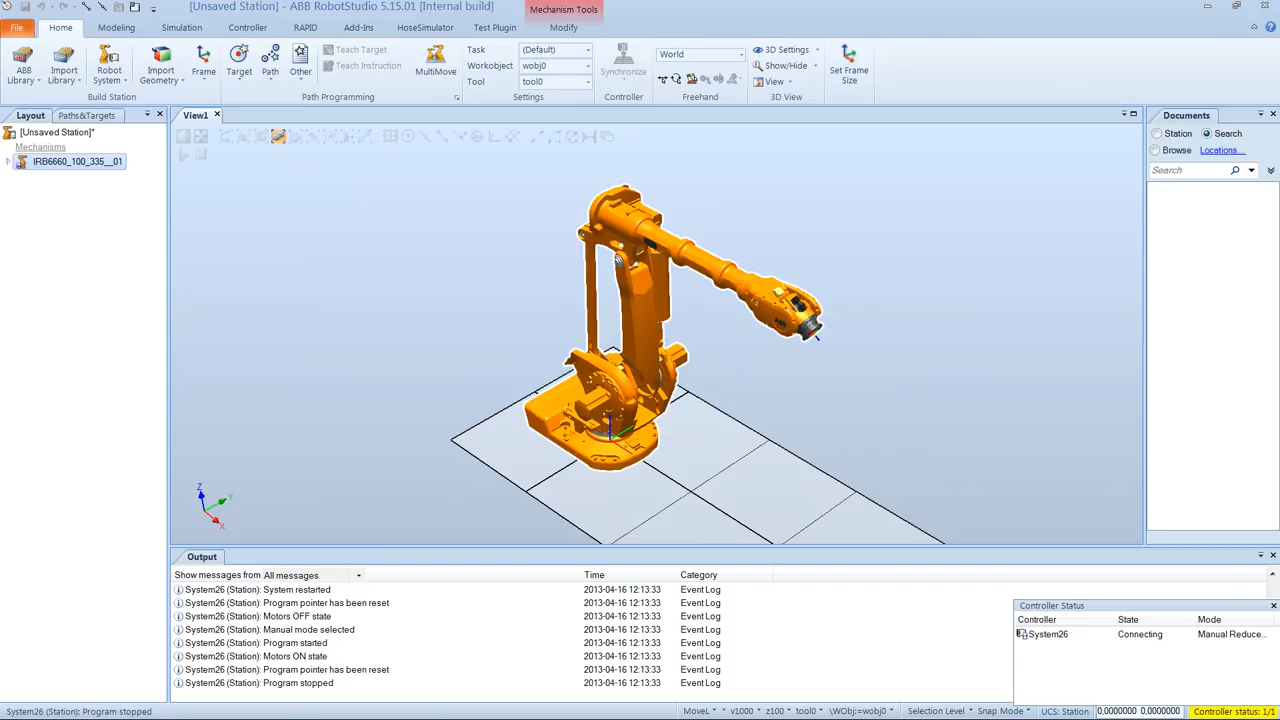 [Unsaved Station] - ABB RobotStudio 5.15.01 [Internal build]
Mechanism Tools
File
Home
Modeling
Simulation
Controller
RAPID
Add-Ins
HoseSimulator
Test Plugin
Modify
ABB Library
Import Library
Robot System
Import Geometry
Frame
Build Station
Target
Path
Other
Teach Target
Teach Instruction
MultiMove
Path Programming
Task (Default)
Workobject wobj0
Tool tool0
Settings
Synchronize
Controller
World
Freehand
3D Settings
Show/Hide
View
3D View
Set Frame Size
Layout
Paths&Targets
[Unsaved Station]*
Mechanisms
IRB6660_100_335__01
View1
Z
Y
X
Documents
Station
Search
Browse
Locations...
Search
Output
Show messages from All messages
Time
Category
System26 (Station): System restarted 2013-04-16 12:13:33 Event Log
System26 (Station): Program pointer has been reset 2013-04-16 12:13:33 Event Log
System26 (Station): Motors OFF state 2013-04-16 12:13:33 Event Log
System26 (Station): Manual mode selected 2013-04-16 12:13:33 Event Log
System26 (Station): Program started 2013-04-16 12:13:33 Event Log
System26 (Station): Motors ON state 2013-04-16 12:13:33 Event Log
System26 (Station): Program pointer has been reset 2013-04-16 12:13:33 Event Log
System26 (Station): Program stopped 2013-04-16 12:13:33 Event Log
Controller Status
Controller State Mode
System26 Connecting Manual Reduce...
System26 (Station): Program stopped
MoveL * v1000 z100 tool0 \WObj:=wobj0
Selection Level
Snap Mode
UCS: Station
0,0000000 0,0000000
Controller status: 1/1